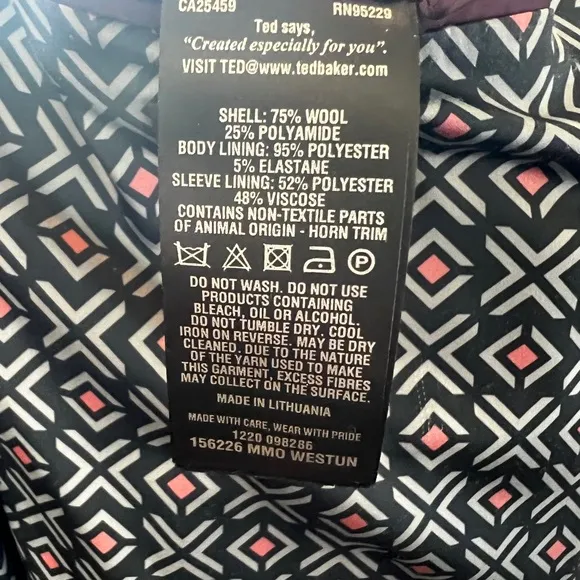 CA25459 RN95229
Ted says,
“Created especially for you”.
VISIT TED@www.tedbaker.com
SHELL: 75% WOOL
25% POLYAMIDE
BODY LINING: 95% POLYESTER
5% ELASTANE
SLEEVE LINING: 52% POLYESTER
48% VISCOSE
CONTAINS NON-TEXTILE PARTS
OF ANIMAL ORIGIN - HORN TRIM
P
DO NOT WASH. DO NOT USE
PRODUCTS CONTAINING
BLEACH, OIL OR ALCOHOL
DO NOT TUMBLE DRY. COOL
IRON ON REVERSE. MAY BE DRY
CLEANED. DUE TO THE NATURE
OF THE YARN USED TO MAKE
THIS GARMENT, EXCESS FIBRES
MAY COLLECT ON THE SURFACE.
MADE IN LITHUANIA
MADE WITH CARE, WEAR WITH PRIDE
1220 098286
156226 MMO WESTUN